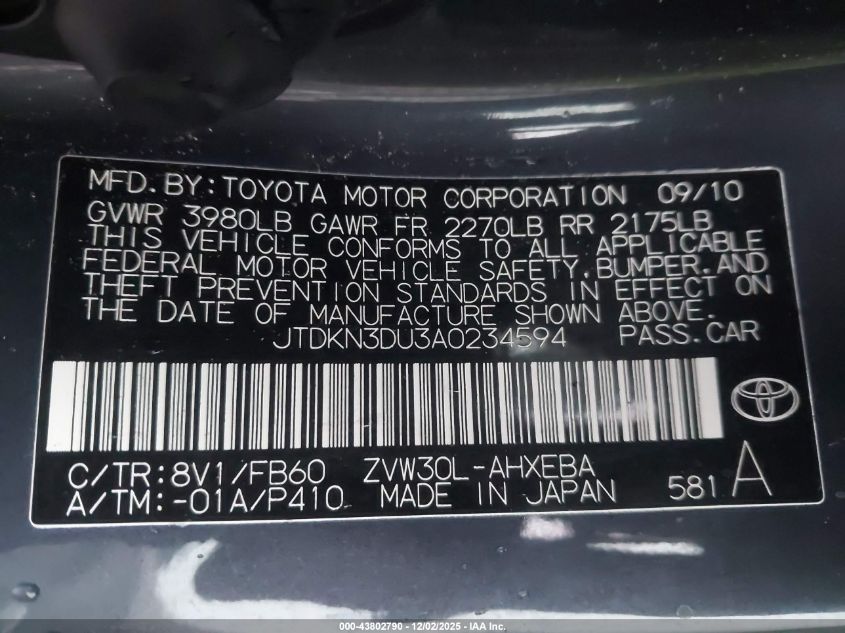 MFD. BY: TOYOTA MOTOR CORPORATION 09/10
GVWR 3980LB GAWR FR 2270LB RR 2175LB
THIS VEHICLE CONFORMS TO ALL APPLICABLE
FEDERAL MOTOR VEHICLE SAFETY, BUMPER, AND
THEFT PREVENTION STANDARDS IN EFFECT ON
THE DATE OF MANUFACTURE SHOWN ABOVE.
JTDKN3DU3A0234594 PASS. CAR
C/TR: 8V1/FB60 ZVW30L-AHXEBA
A/TM: -01A/P410 MADE IN JAPAN 581 A
000-43802790 - 12/02/2025 - IAA Inc.